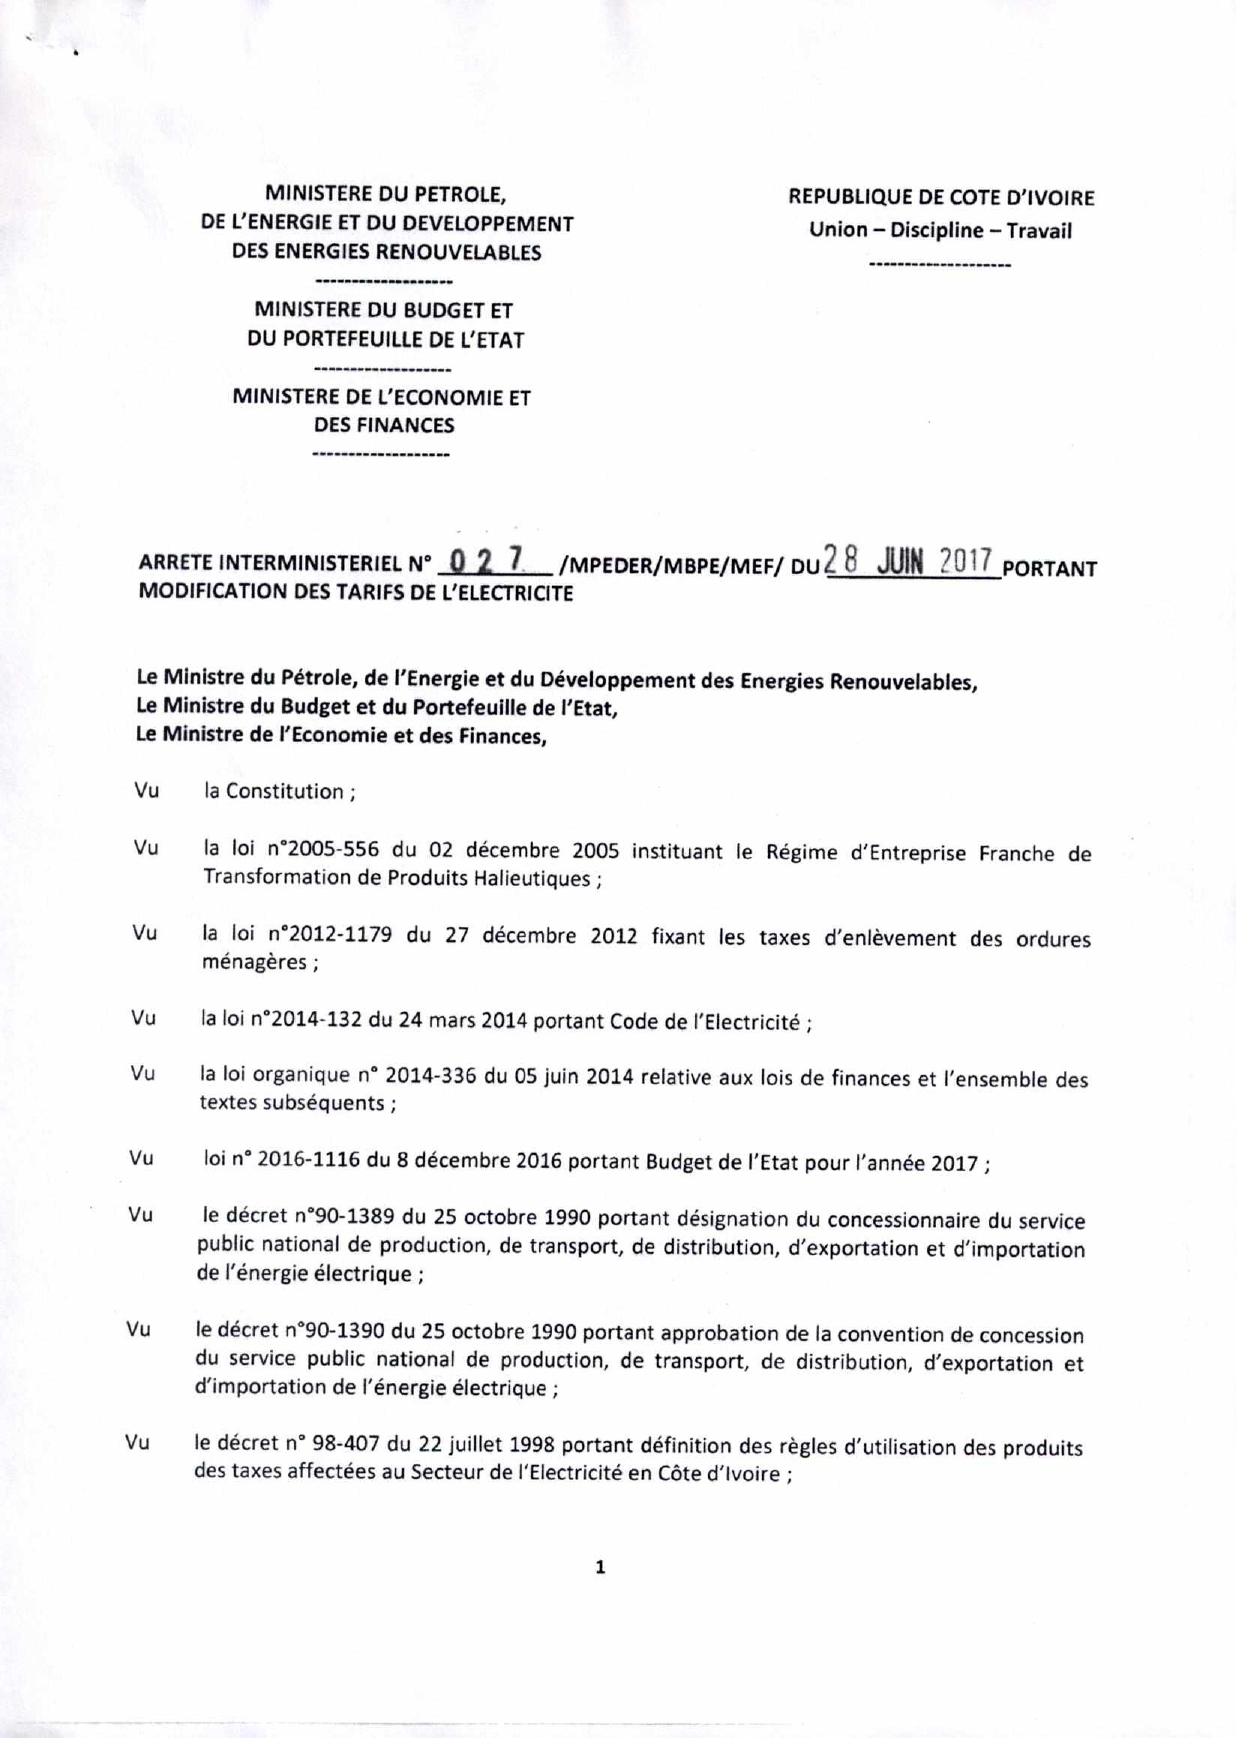 MINISTERE DU PETROLE,
DE L'ENERGIE ET DU DEVELOPPEMENT
DES ENERGIES RENOUVELABLES
-------------------
MINISTERE DU BUDGET ET
DU PORTEFEUILLE DE L'ETAT
-------------------
MINISTERE DE L'ECONOMIE ET
DES FINANCES
-------------------
REPUBLIQUE DE COTE D'IVOIRE
Union – Discipline – Travail
--------------------
ARRETE INTERMINISTERIEL N° 027 /MPEDER/MBPE/MEF/ DU 28 JUIN 2017 PORTANT
MODIFICATION DES TARIFS DE L'ELECTRICITE
Le Ministre du Pétrole, de l'Energie et du Développement des Energies Renouvelables,
Le Ministre du Budget et du Portefeuille de l'Etat,
Le Ministre de l'Economie et des Finances,
Vu la Constitution ;
Vu la loi n°2005-556 du 02 décembre 2005 instituant le Régime d'Entreprise Franche de
Transformation de Produits Halieutiques ;
Vu la loi n°2012-1179 du 27 décembre 2012 fixant les taxes d'enlèvement des ordures
ménagères ;
Vu la loi n°2014-132 du 24 mars 2014 portant Code de l'Electricité ;
Vu la loi organique n° 2014-336 du 05 juin 2014 relative aux lois de finances et l'ensemble des
textes subséquents ;
Vu loi n° 2016-1116 du 8 décembre 2016 portant Budget de l'Etat pour l'année 2017 ;
Vu le décret n°90-1389 du 25 octobre 1990 portant désignation du concessionnaire du service
public national de production, de transport, de distribution, d'exportation et d'importation
de l'énergie électrique ;
Vu le décret n°90-1390 du 25 octobre 1990 portant approbation de la convention de concession
du service public national de production, de transport, de distribution, d'exportation et
d'importation de l'énergie électrique ;
Vu le décret n° 98-407 du 22 juillet 1998 portant définition des règles d'utilisation des produits
des taxes affectées au Secteur de l'Electricité en Côte d'Ivoire ;
1